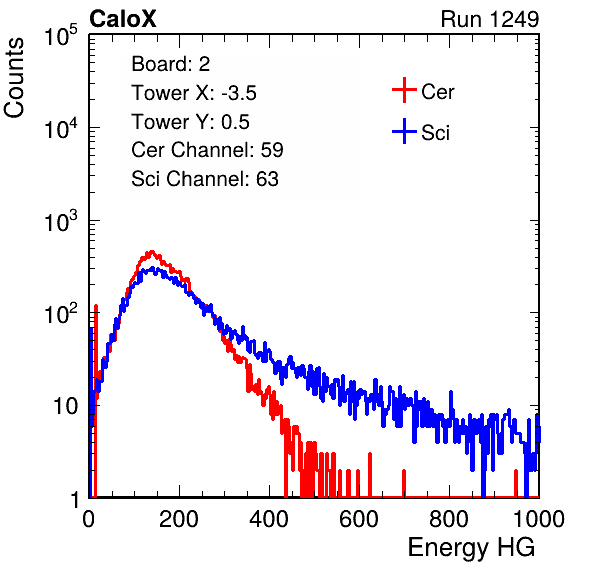 CaloX Run 1249
Counts
10^5
10^4
10^3
10^2
10
1
Board: 2
Tower X: -3.5
Tower Y: 0.5
Cer Channel: 59
Sci Channel: 63
Cer
Sci
0 200 400 600 800 1000
Energy HG